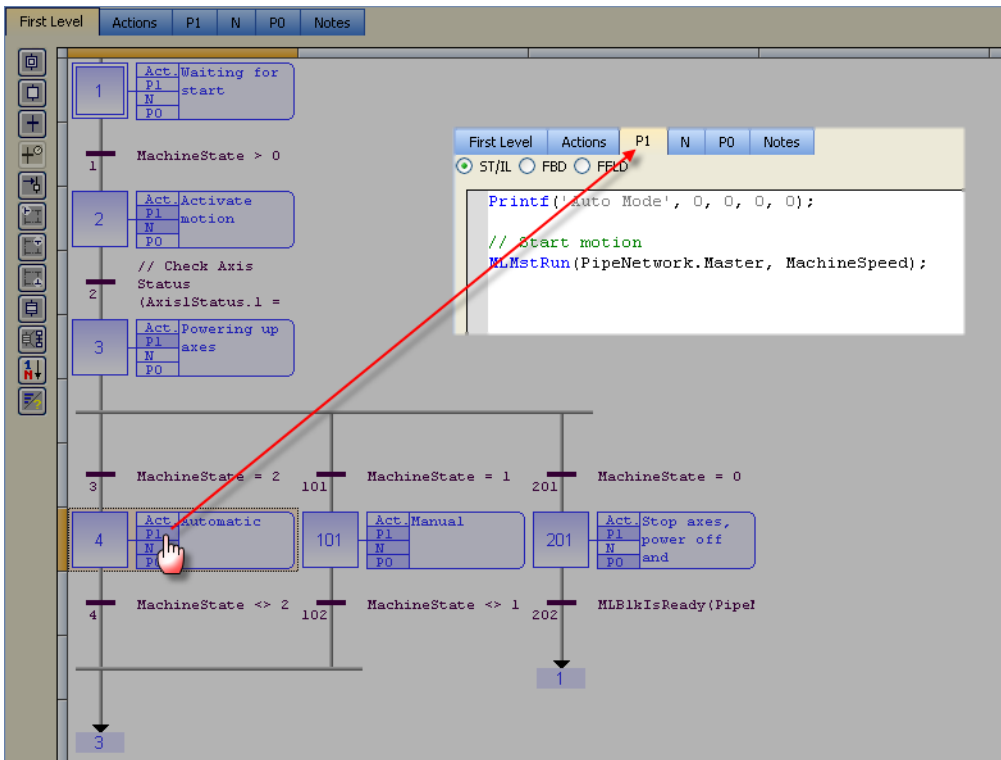 First Level Actions P1 N P0 Notes
1 Act. Waiting for
P1 start
N
P0
1 MachineState > 0
2 Act. Activate
P1 motion
N
P0
// Check Axis
2 Status
(Axis1Status.1 =
3 Act. Powering up
P1 axes
N
P0
First Level Actions P1 N P0 Notes
ST/IL FBD FFLD
Printf('Auto Mode', 0, 0, 0, 0);
// Start motion
MLMstRun(PipeNetwork.Master, MachineSpeed);
3 MachineState = 2
101 MachineState = 1
201 MachineState = 0
4 Act. Automatic
P1
N
P0
101 Act. Manual
P1
N
P0
201 Act. Stop axes,
P1 power off
N and
P0
4 MachineState <> 2
102 MachineState <> 1
202 MLBlkIsReady(PipeN
1
3
1
N